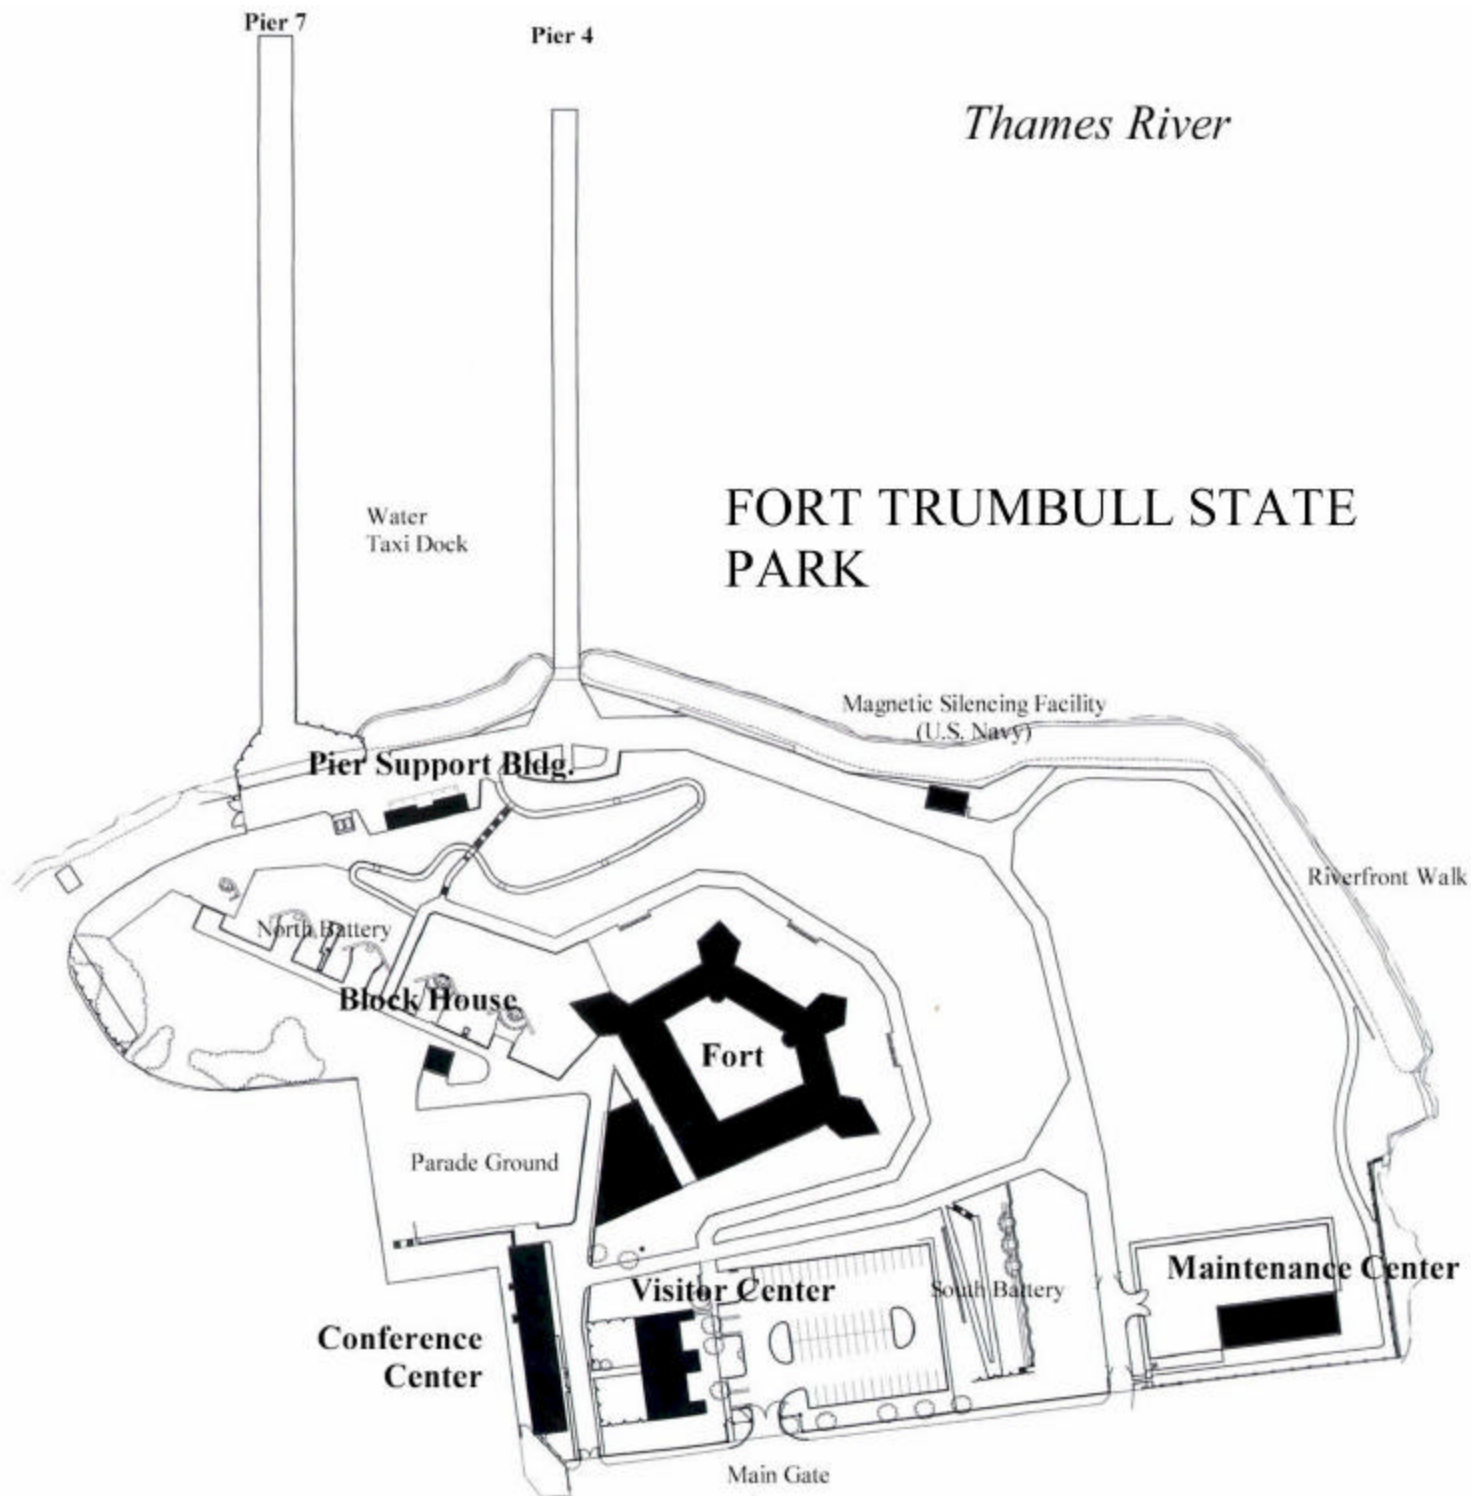 Pier 7
Pier 4
Thames River
Water
Taxi Dock
FORT TRUMBULL STATE
PARK
Magnetic Silencing Facility
(U.S. Navy)
Pier Support Bldg.
Riverfront Walk
North Battery
Block House
Fort
Parade Ground
Maintenance Center
Visitor Center
South Battery
Conference
Center
Main Gate